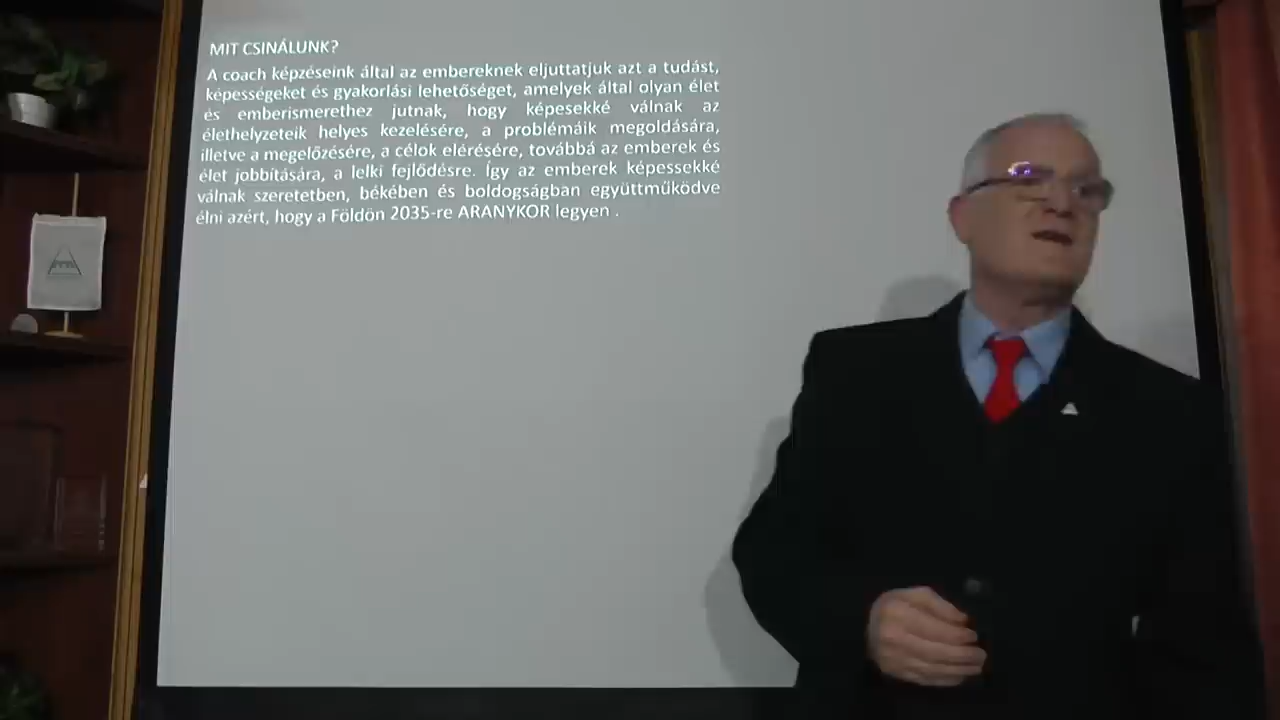 MIT CSINÁLUNK?
A coach képzéseink által az embereknek eljuttatjuk azt a tudást,
képességeket és gyakorlási lehetőséget, amelyek által olyan élet
és emberismerethez jutnak, hogy képesekké válnak az
élethelyzeteik helyes kezelésére, a problémáik megoldására,
illetve a megelőzésére, a célok elérésére, továbbá az emberek és
élet jobbítására, a lelki fejlődésre. Így az emberek képessekké
válnak szeretetben, békében és boldogságban együttműködve
élni azért, hogy a Földön 2035-re ARANYKOR legyen .